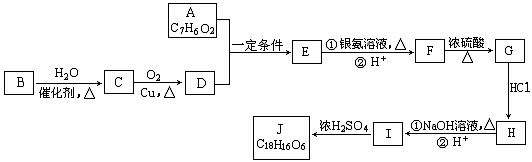 A
C₇H₆O₂
一定条件
E
①银氨溶液,△
② H⁺
F
浓硫酸
△
G
B
H₂O
催化剂,△
C
O₂
Cu,△
D
HCl
J
C₁₈H₁₆O₆
浓H₂SO₄
I
①NaOH溶液,△
② H⁺
H